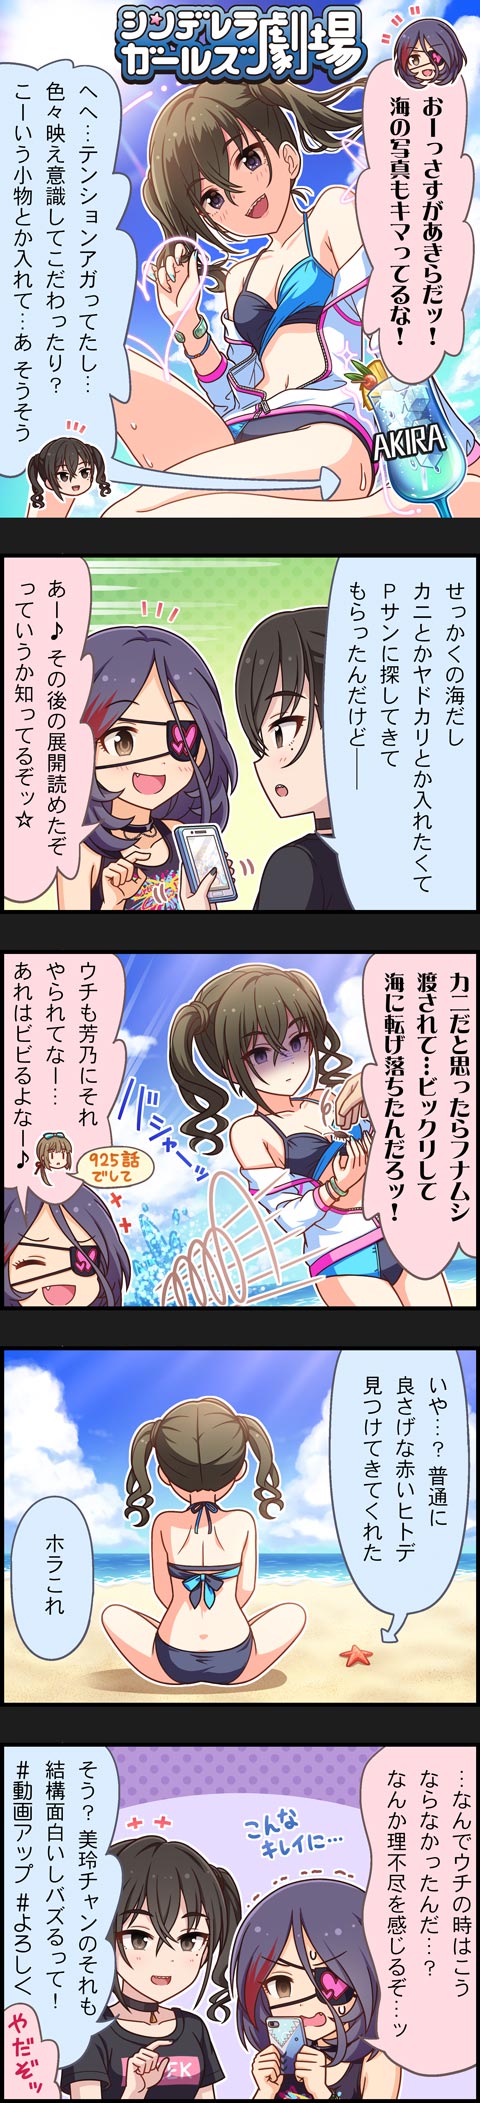 シンデレラ
ガールズ劇場
おーっさすがあきらだッ！
海の写真もキマってるな！
へへ…テンションアガってたし…
色々映え意識してこだわったり？
こーいう小物とか入れて…あ そうそう
AKIRA
せっかくの海だし
カニとかヤドカリとか入れたくて
Ｐサンに探してきて
もらったんだけど──
あー♪ その後の展開読めたぞ
っていうか知ってるぞッ☆
カニだと思ったらフナムシ
渡されて…ビックリして
海に転げ落ちたんだろッ！
バシャーッ
ウチも芳乃にそれ
やられてなー…
あれはビビるよなー♪
925話
でして
いや…？ 普通に
良さげな赤いヒトデ
見つけてきてくれた
ホラこれ
…なんでウチの時はこう
ならなかったんだ…？
なんか理不尽を感じるぞ…ッ
こんな
キレイに…
そう？ 美玲チャンのそれも
結構面白いしバズるって！
＃動画アップ ＃よろしく
やだぞッ